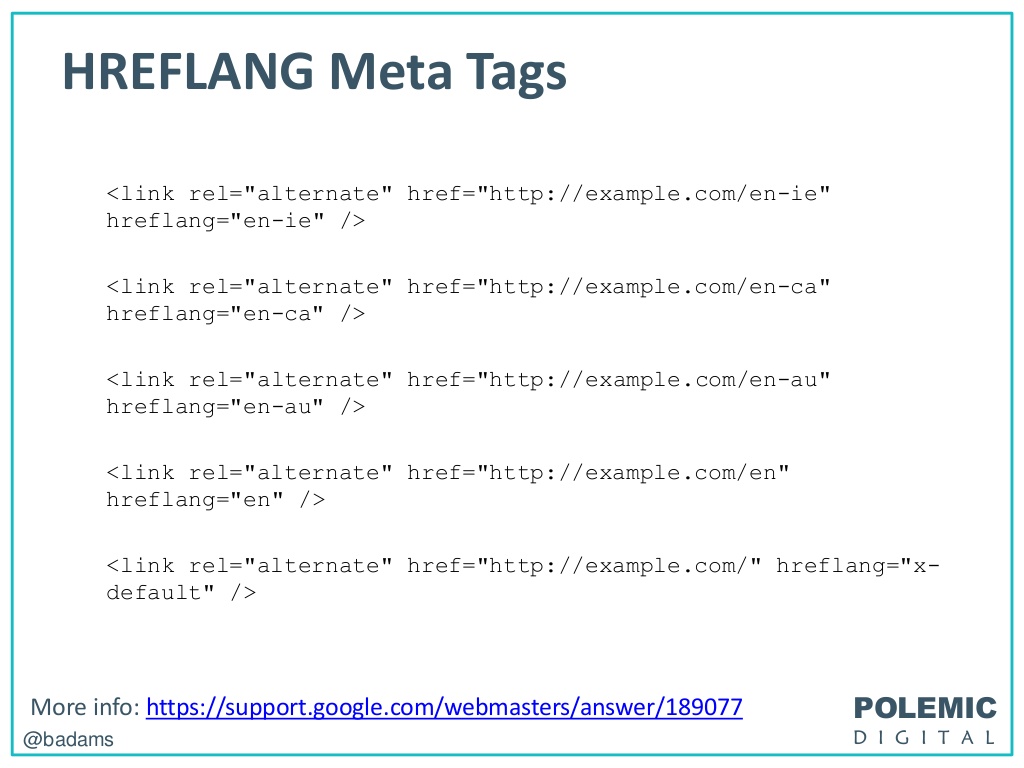 HREFLANG Meta Tags
<link rel="alternate" href="http://example.com/en-ie"
hreflang="en-ie" />
<link rel="alternate" href="http://example.com/en-ca"
hreflang="en-ca" />
<link rel="alternate" href="http://example.com/en-au"
hreflang="en-au" />
<link rel="alternate" href="http://example.com/en"
hreflang="en" />
<link rel="alternate" href="http://example.com/" hreflang="x-
default" />
More info: https://support.google.com/webmasters/answer/189077
@badams
POLEMIC
DIGITAL